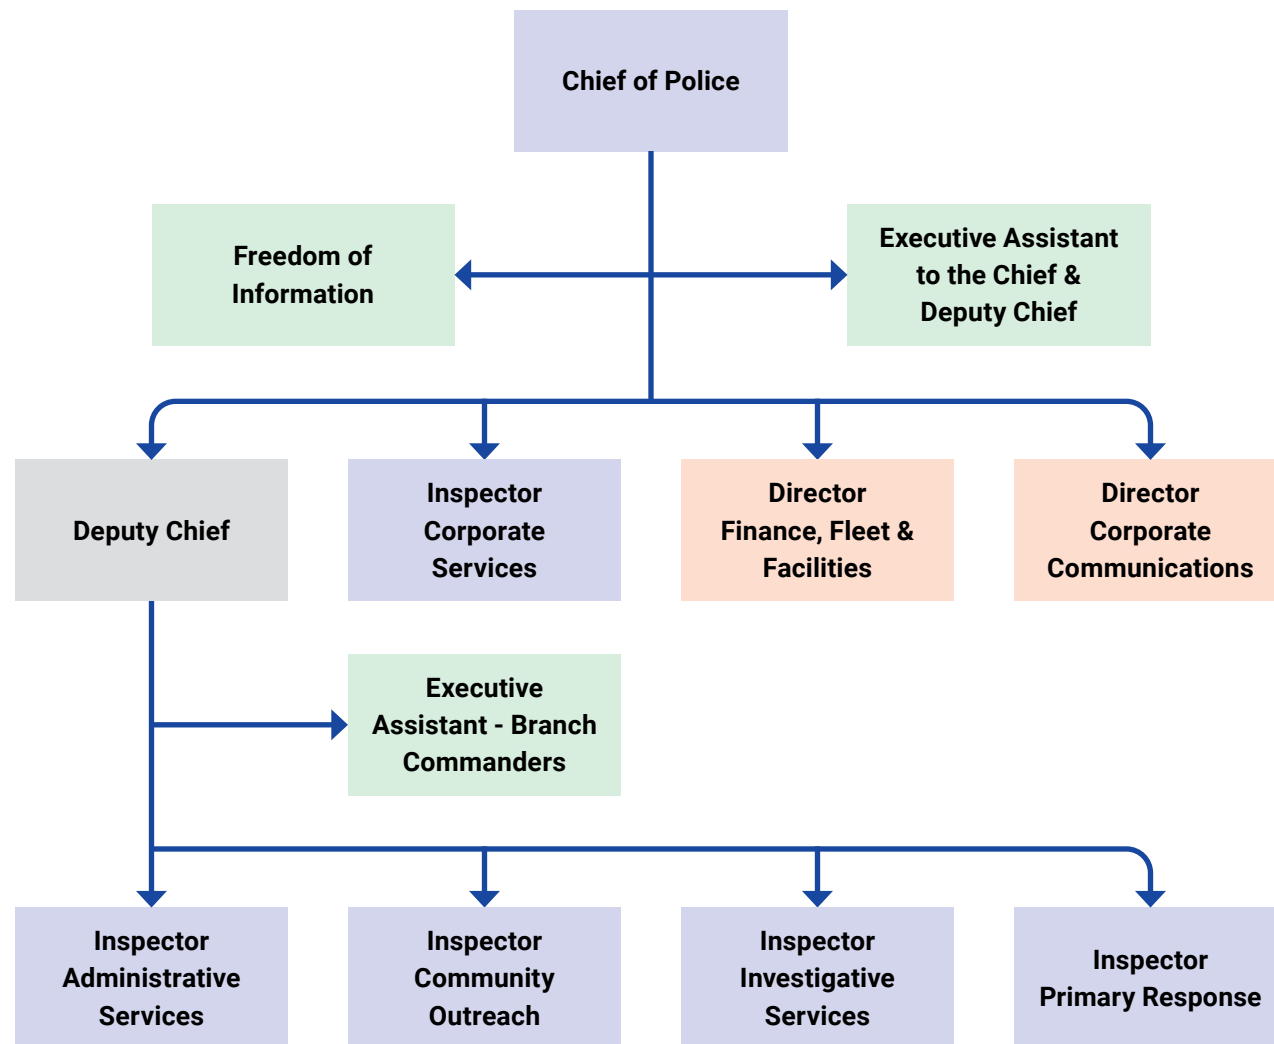 Chief of Police
Freedom of
Information
Executive Assistant
to the Chief &
Deputy Chief
Deputy Chief
Inspector
Corporate
Services
Director
Finance, Fleet &
Facilities
Director
Corporate
Communications
Executive
Assistant - Branch
Commanders
Inspector
Administrative
Services
Inspector
Community
Outreach
Inspector
Investigative
Services
Inspector
Primary Response